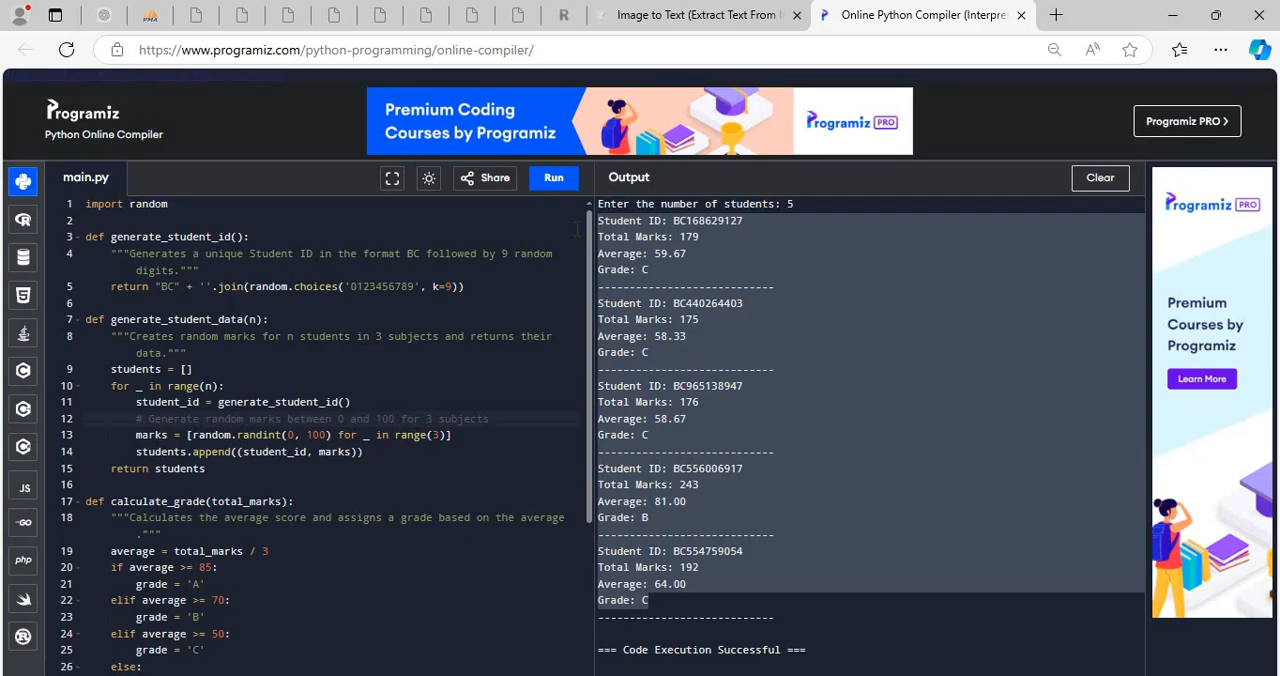 PMA
R
Image to Text (Extract Text From I
Online Python Compiler (Interpre
https://www.programiz.com/python-programming/online-compiler/
Programiz
Python Online Compiler
Premium Coding
Courses by Programiz
Programiz PRO
Programiz PRO >
main.py
Share
Run
Output
Clear
1 import random
2
3 def generate_student_id():
4 """Generates a unique Student ID in the format BC followed by 9 random
digits."""
5 return "BC" + ''.join(random.choices('0123456789', k=9))
6
7 def generate_student_data(n):
8 """Creates random marks for n students in 3 subjects and returns their
data."""
9 students = []
10 for _ in range(n):
11 student_id = generate_student_id()
12 # Generate random marks between 0 and 100 for 3 subjects
13 marks = [random.randint(0, 100) for _ in range(3)]
14 students.append((student_id, marks))
15 return students
16
17 def calculate_grade(total_marks):
18 """Calculates the average score and assigns a grade based on the average
."""
19 average = total_marks / 3
20 if average >= 85:
21 grade = 'A'
22 elif average >= 70:
23 grade = 'B'
24 elif average >= 50:
25 grade = 'C'
26 else:
JS
GO
php
Enter the number of students: 5
Student ID: BC168629127
Total Marks: 179
Average: 59.67
Grade: C
----------------------------
Student ID: BC440264403
Total Marks: 175
Average: 58.33
Grade: C
----------------------------
Student ID: BC965138947
Total Marks: 176
Average: 58.67
Grade: C
----------------------------
Student ID: BC556006917
Total Marks: 243
Average: 81.00
Grade: B
----------------------------
Student ID: BC554759054
Total Marks: 192
Average: 64.00
Grade: C
----------------------------
=== Code Execution Successful ===
Programiz PRO
Premium
Courses by
Programiz
Learn More